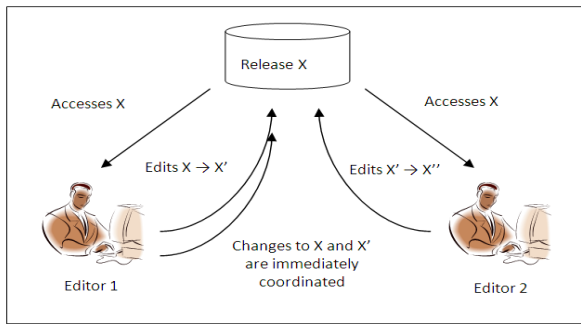 Release X
Accesses X
Accesses X
Edits X → X’
Edits X’ → X’’
Changes to X and X’
are immediately
coordinated
Editor 1
Editor 2